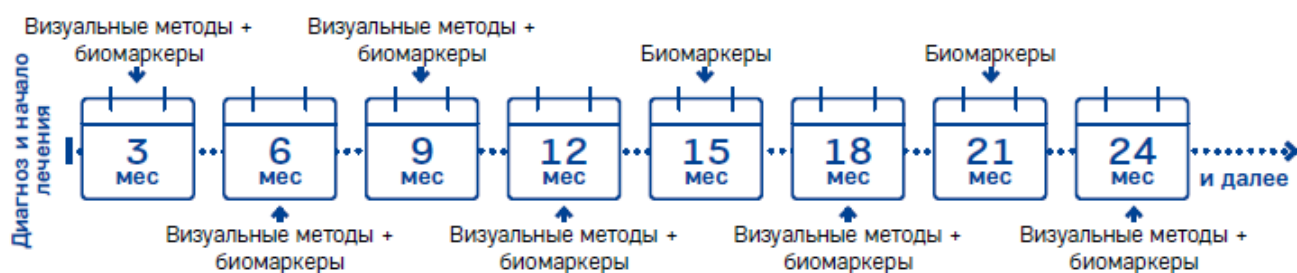 Визуальные методы +
биомаркеры
Визуальные методы +
биомаркеры
Биомаркеры
Биомаркеры
Диагноз и начало
лечения
3
мес
6
мес
9
мес
12
мес
15
мес
18
мес
21
мес
24
мес
и далее
Визуальные методы +
биомаркеры
Визуальные методы +
биомаркеры
Визуальные методы +
биомаркеры
Визуальные методы +
биомаркеры